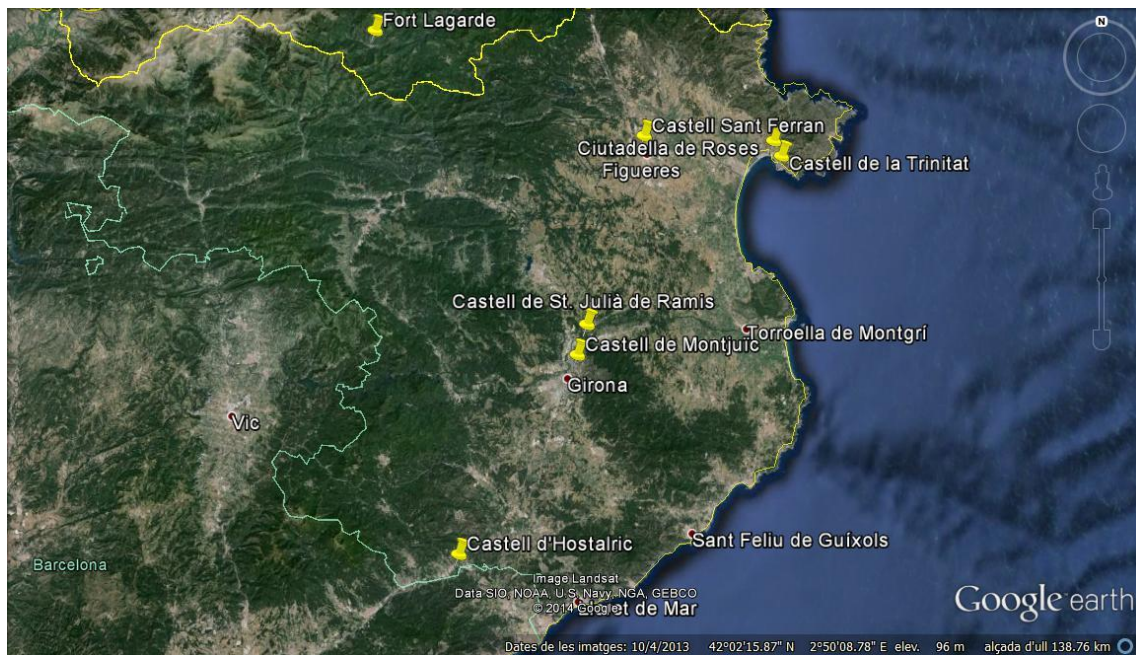 Fort Lagarde
N
Castell Sant Ferran
Ciutadella de Roses
Castell de la Trinitat
Figueres
Castell de St. Julià de Ramis
Torroella de Montgrí
Castell de Montjuïc
Girona
Vic
Castell d'Hostalric
Sant Feliu de Guíxols
Barcelona
Image Landsat
Data SIO, NOAA, U.S. Navy, NGA, GEBCO
© 2014 Google
de Mar
Google earth
Dates de les imatges: 10/4/2013 42°02'15.87" N 2°50'08.78" E elev. 96 m alçada d'ull 138.76 km